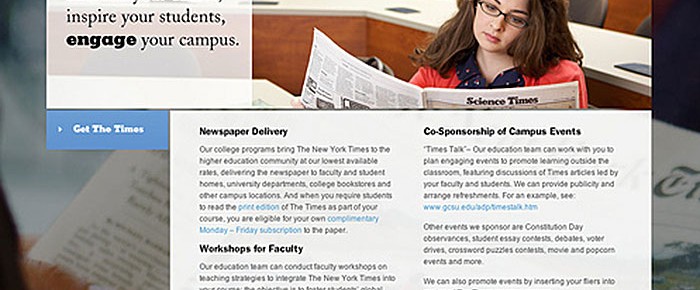 inspire your students,
engage your campus.
Science Times
Get The Times
Newspaper Delivery
Our college programs bring The New York Times to the
higher education community at our lowest available
rates, delivering the newspaper to faculty and student
homes, university departments, college bookstores and
other campus locations. And when you require students
to read the print edition of The Times as part of your
course, you are eligible for your own complimentary
Monday – Friday subscription to the paper.
Workshops for Faculty
Our education team can conduct faculty workshops on
teaching strategies to integrate The New York Times into
your course; the objective is to foster students' global
Co-Sponsorship of Campus Events
"Times Talk"– Our education team can work with you to
plan engaging events to promote learning outside the
classroom, featuring discussions of Times articles led by
your faculty and students. We can provide publicity and
arrange refreshments. For an example, see:
www.gcsu.edu/adp/timestalk.htm
Other events we sponsor are Constitution Day
observances, student essay contests, debates, voter
drives, crossword puzzles contests, movie and popcorn
events and more.
We can also promote events by inserting your fliers into